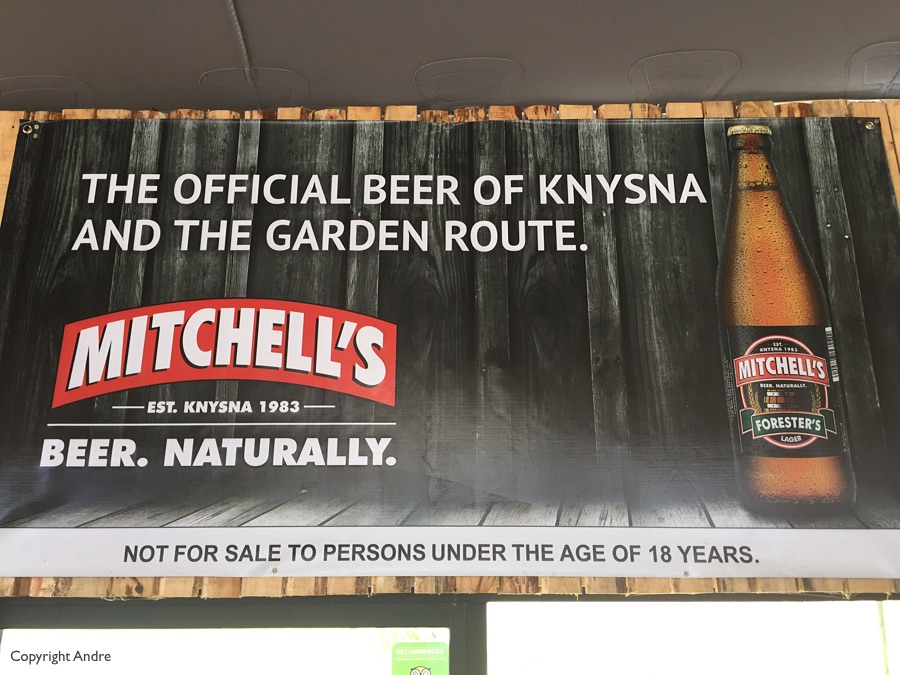 THE OFFICIAL BEER OF KNYSNA
AND THE GARDEN ROUTE.
MITCHELL'S
EST. KNYSNA 1983
BEER. NATURALLY.
EST.
KNYSNA 1983
MITCHELL'S
BEER. NATURALLY.
FORESTER'S
LAGER
NOT FOR SALE TO PERSONS UNDER THE AGE OF 18 YEARS.
RECOMMENDED
Copyright Andre